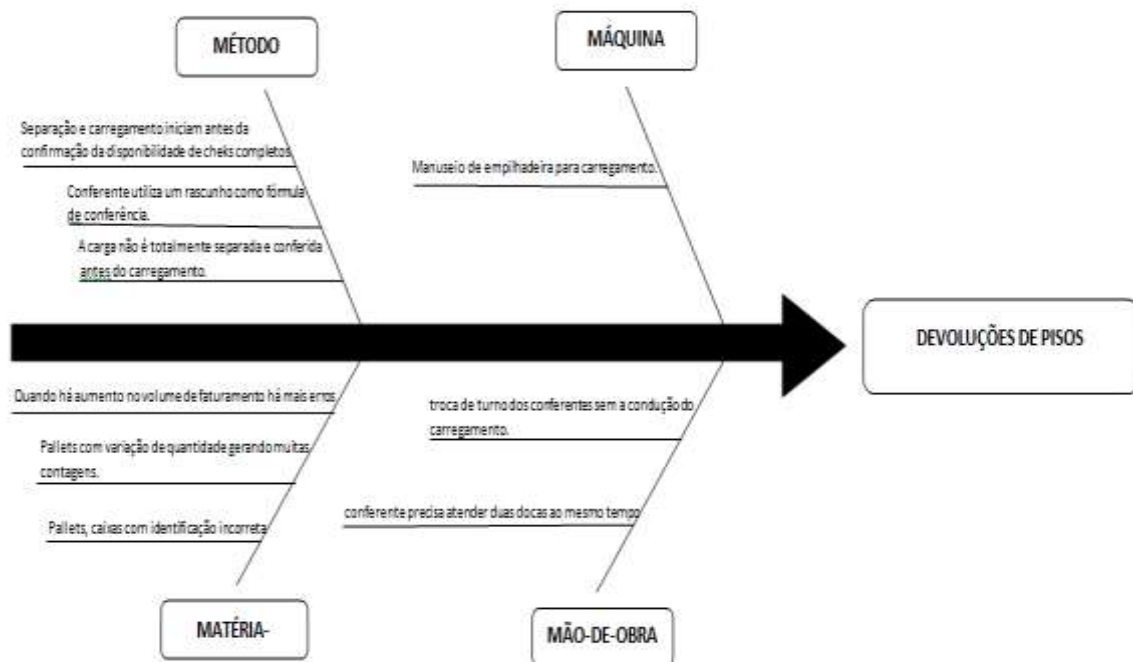 MÉTODO
MÁQUINA
Separação e carregamento iniciam antes da
confirmação da disponibilidade de cheks completos.
Conferente utiliza um rascunho como fórmula
de conferência.
A carga não é totalmente separada e conferida
antes do carregamento.
Manuseio de empilhadeira para carregamento.
DEVOLUÇÕES DE PISOS
Quando há aumento no volume de faturamento há mais erros.
Pallets com variação de quantidade gerando muitas
contagens.
Pallets, caixas com identificação incorreta
troca de turno dos conferentes sem a condução do
carregamento.
conferente precisa atender duas docas ao mesmo tempo
MATÉRIA-
MÃO-DE-OBRA